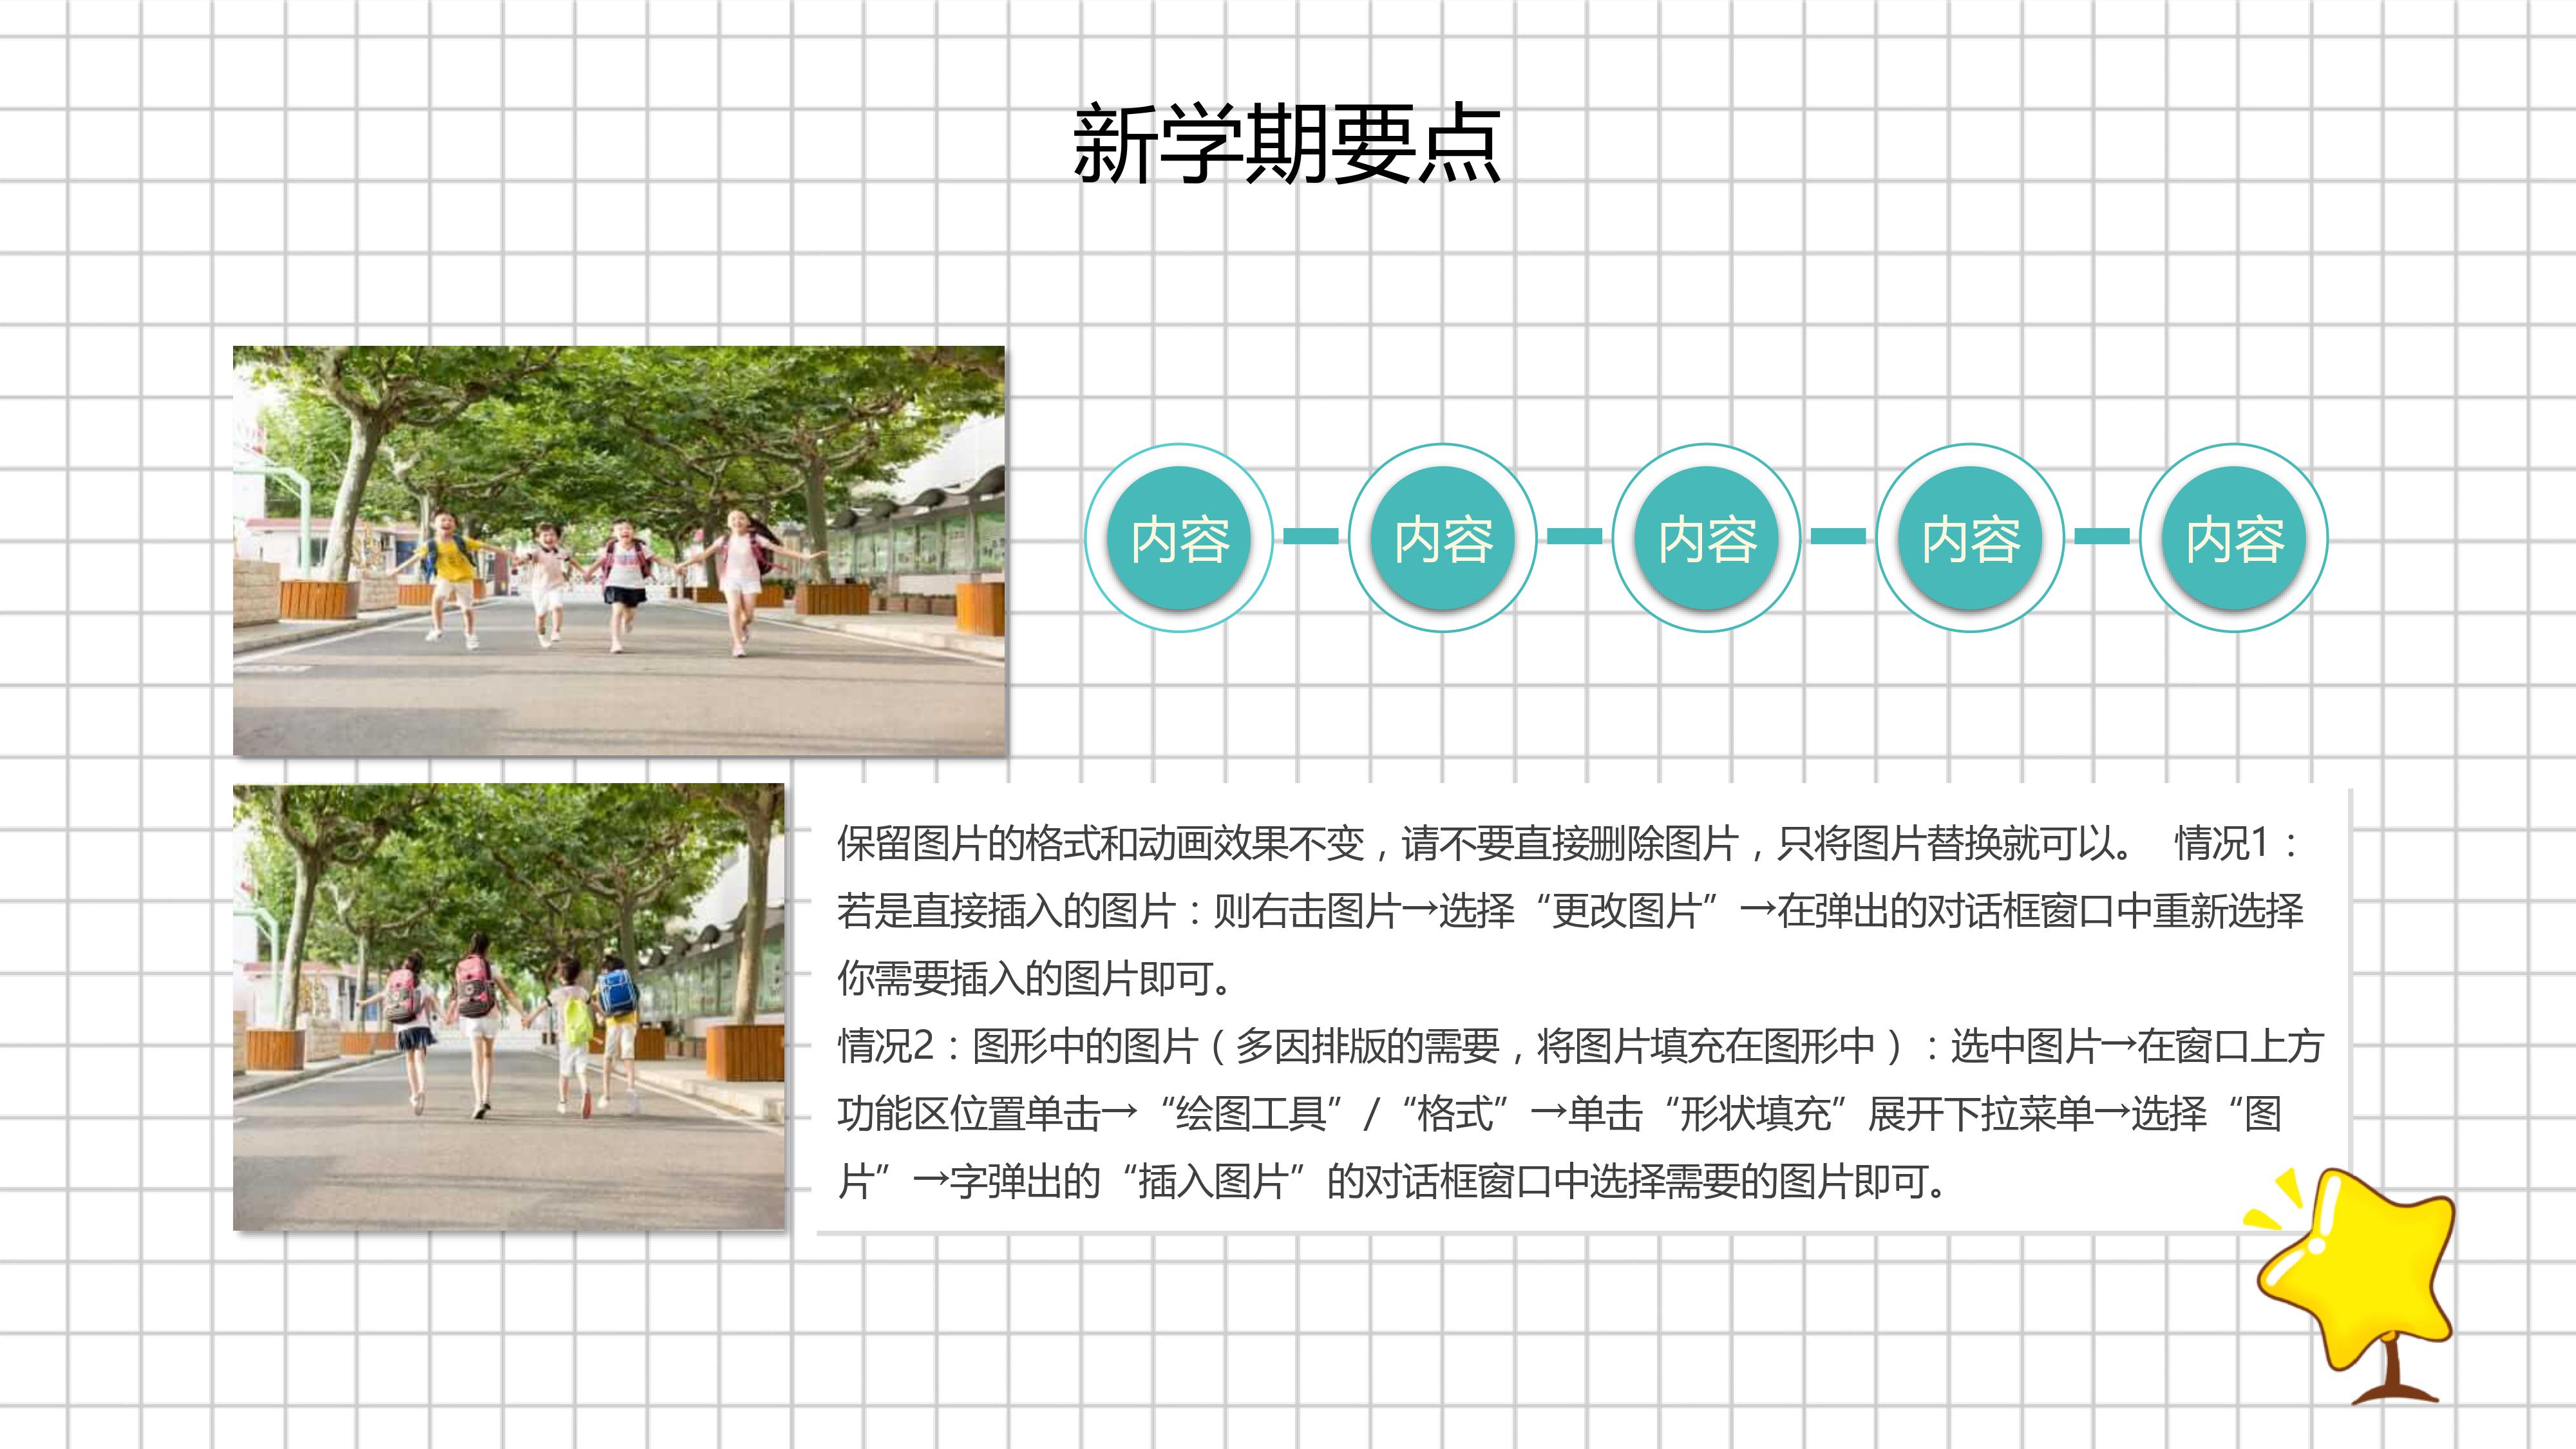 新学期要点
内容
内容
内容
内容
内容
保留图片的格式和动画效果不变，请不要直接删除图片，只将图片替换就可以。 情况1：
若是直接插入的图片：则右击图片→选择“更改图片”→在弹出的对话框窗口中重新选择
你需要插入的图片即可。
情况2：图形中的图片（多因排版的需要，将图片填充在图形中）：选中图片→在窗口上方
功能区位置单击→“绘图工具”/“格式”→单击“形状填充”展开下拉菜单→选择“图
片”→字弹出的“插入图片”的对话框窗口中选择需要的图片即可。